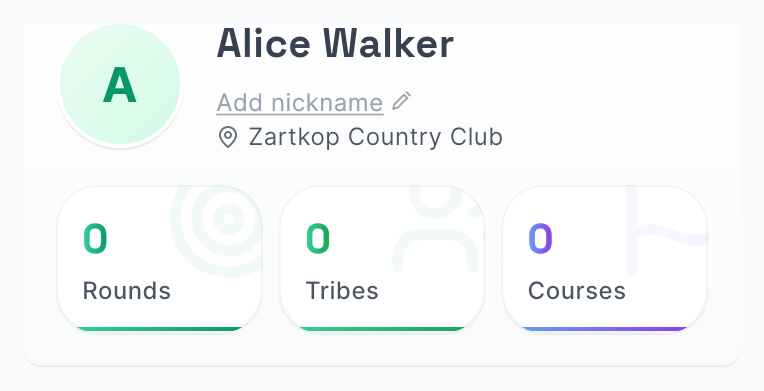 A
Alice Walker
Add nickname
Zartkop Country Club
0
Rounds
0
Tribes
0
Courses